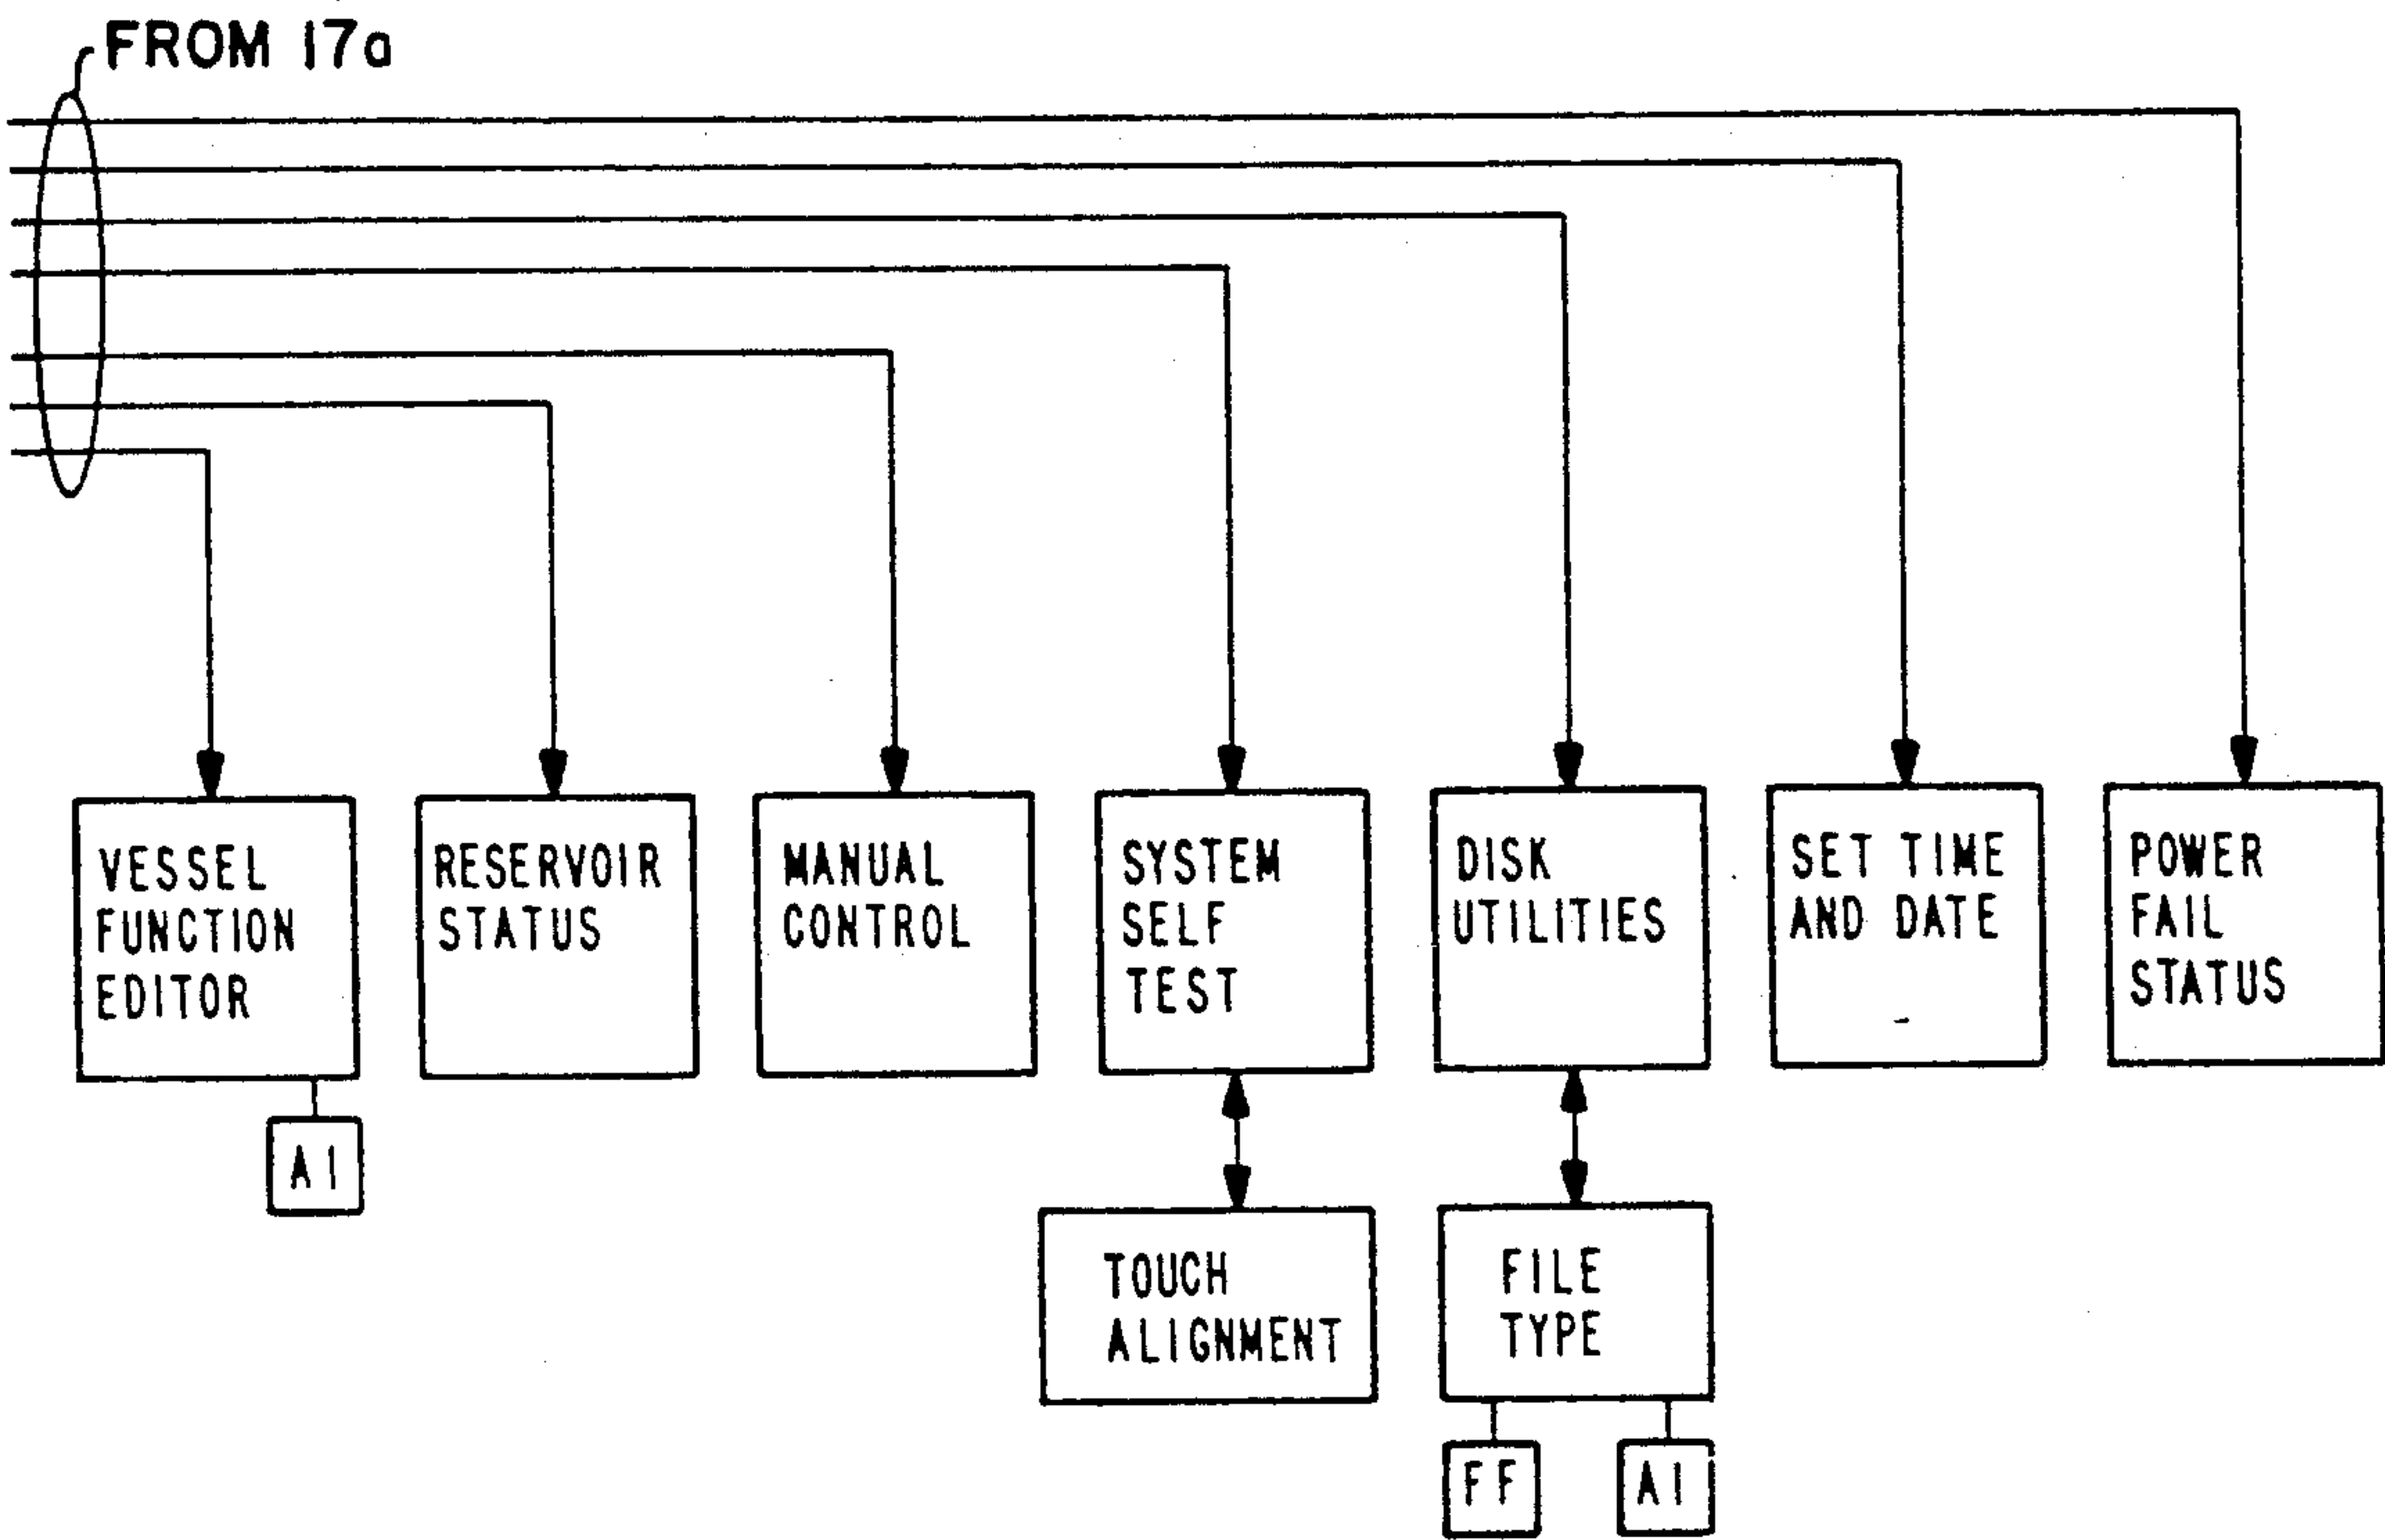 FROM 17a
VESSEL
FUNCTION
EDITOR
RESERVOIR
STATUS
MANUAL
CONTROL
SYSTEM
SELF
TEST
DISK
UTILITIES
SET TIME
AND DATE
POWER
FAIL
STATUS
A1
TOUCH
ALIGNMENT
FILE
TYPE
FF
A1